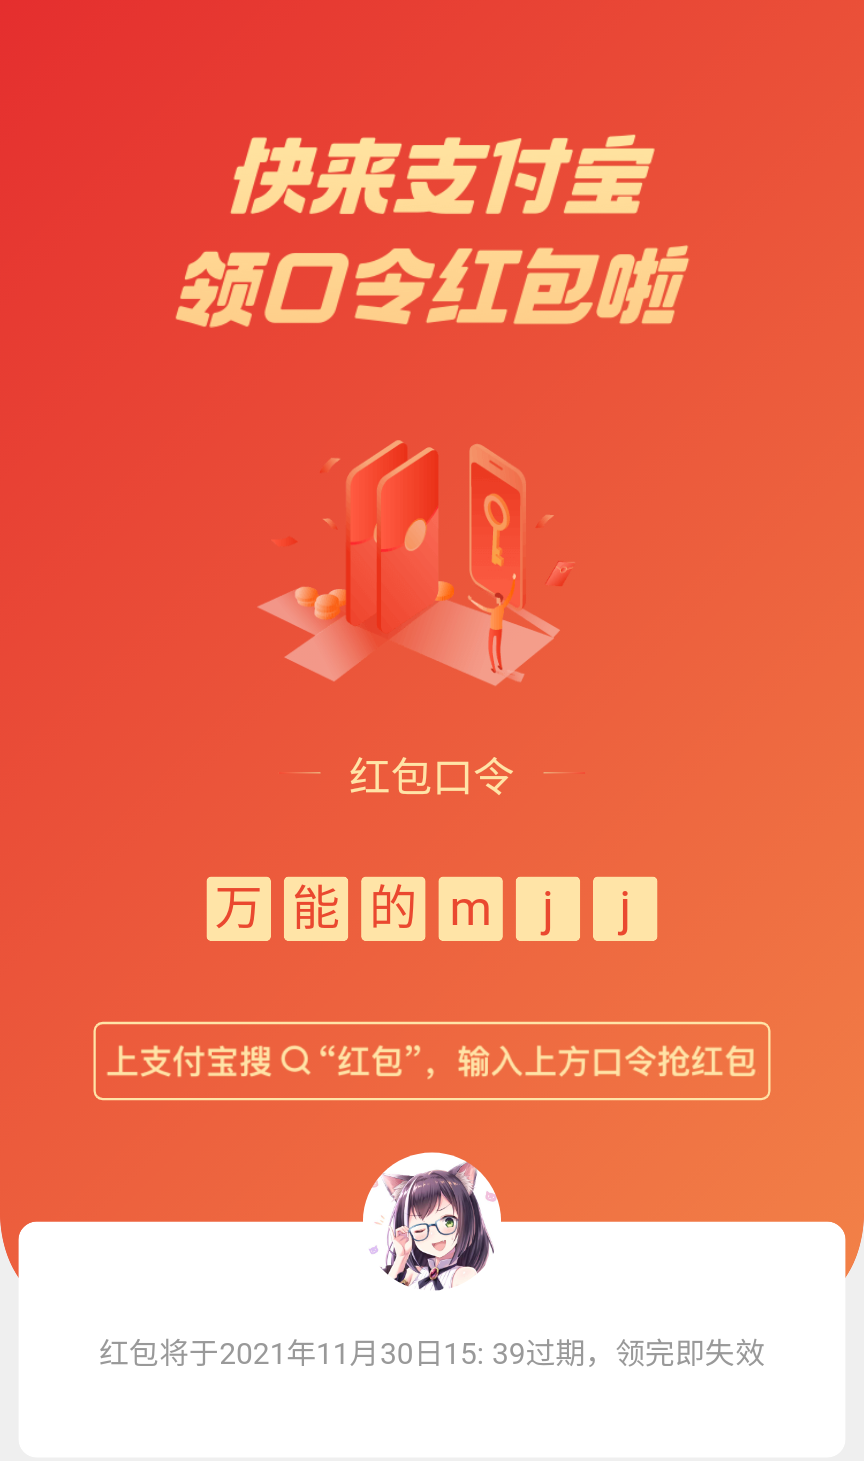 快来支付宝
领口令红包啦
红包口令
万能的mjj
上支付宝搜“红包”，输入上方口令抢红包
红包将于2021年11月30日15: 39过期，领完即失效